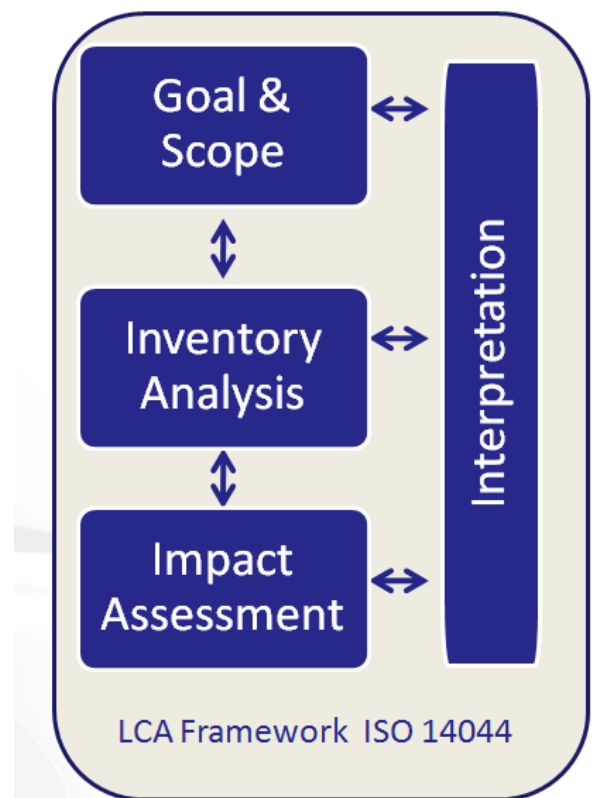 Goal &
Scope
Inventory
Analysis
Impact
Assessment
Interpretation
LCA Framework ISO 14044